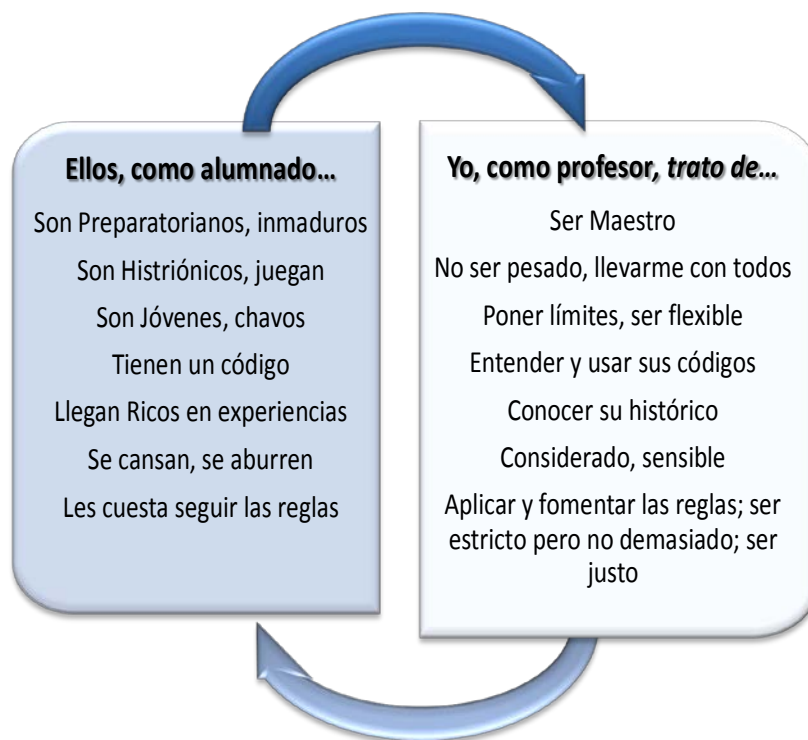 Ellos, como alumnado…
Son Preparatorianos, inmaduros
Son Histriónicos, juegan
Son Jóvenes, chavos
Tienen un código
Llegan Ricos en experiencias
Se cansan, se aburren
Les cuesta seguir las reglas
Yo, como profesor, trato de…
Ser Maestro
No ser pesado, llevarme con todos
Poner límites, ser flexible
Entender y usar sus códigos
Conocer su histórico
Considerado, sensible
Aplicar y fomentar las reglas; ser
estricto pero no demasiado; ser
justo